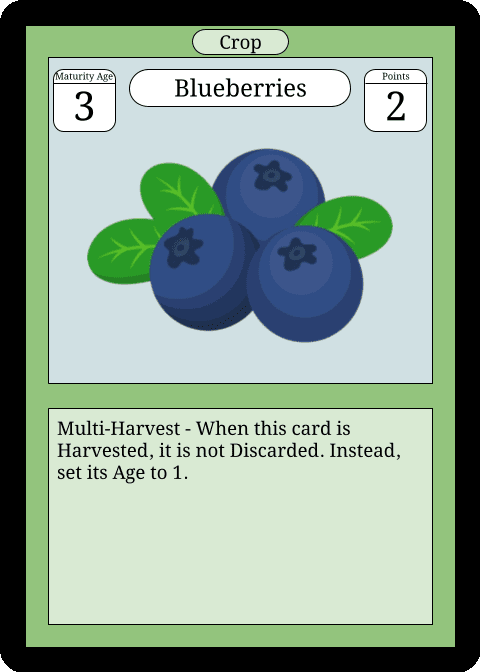 Crop
Maturity Age
3
Blueberries
Points
2
Multi-Harvest - When this card is
Harvested, it is not Discarded. Instead,
set its Age to 1.